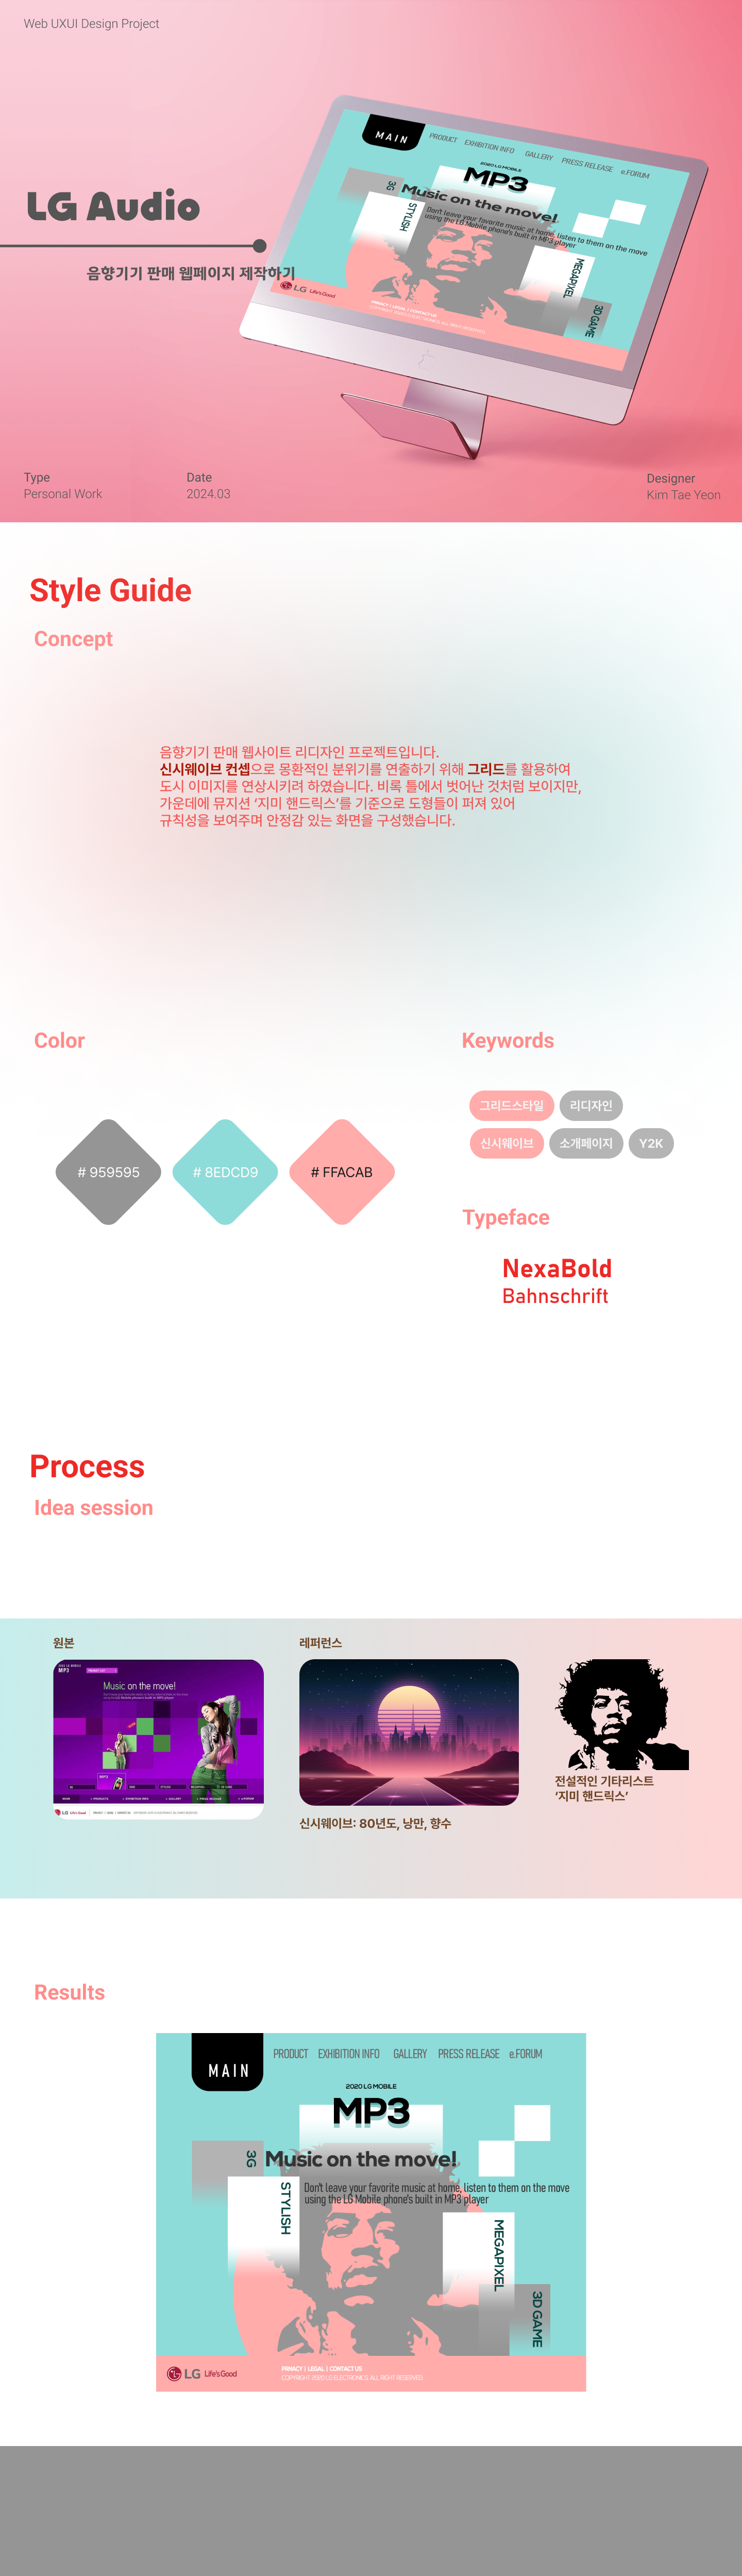 Web UXUI Design Project
MAIN
PRODUCT
EXHIBITION INFO
GALLERY
PRESS RELEASE
e.FORUM
2020 LG MOBILE
MP3
3G
Music on the move!
STYLISH
Don't leave your favorite music at home, listen to them on the move
using the LG Mobile phone's built in MP3 player
MEGAPIXEL
3D GAME
LG Life's Good
PRINACY | LEGAL | CONTACT US
COPYRIGHT 2020 LG ELECTRONICS. ALL RIGHT RESERVED.
LG Audio
음향기기 판매 웹페이지 제작하기
Type
Personal Work
Date
2024.03
Designer
Kim Tae Yeon
Style Guide
Concept
음향기기 판매 웹사이트 리디자인 프로젝트입니다.
신시웨이브 컨셉으로 몽환적인 분위기를 연출하기 위해 그리드를 활용하여
도시 이미지를 연상시키려 하였습니다. 비록 틀에서 벗어난 것처럼 보이지만,
가운데에 뮤지션 ‘지미 핸드릭스’를 기준으로 도형들이 퍼져 있어
규칙성을 보여주며 안정감 있는 화면을 구성했습니다.
Color
# 959595
# 8EDCD9
# FFACAB
Keywords
그리드스타일
리디자인
신시웨이브
소개페이지
Y2K
Typeface
NexaBold
Bahnschrift
Process
Idea session
원본
MP3
Music on the move!
LG Life's Good
레퍼런스
신시웨이브: 80년도, 낭만, 향수
전설적인 기타리스트
‘지미 핸드릭스’
Results
MAIN
PRODUCT
EXHIBITION INFO
GALLERY
PRESS RELEASE
e.FORUM
2020 LG MOBILE
MP3
3G
Music on the move!
STYLISH
Don't leave your favorite music at home, listen to them on the move
using the LG Mobile phone's built in MP3 player
MEGAPIXEL
3D GAME
LG Life's Good
PRINACY | LEGAL | CONTACT US
COPYRIGHT 2020 LG ELECTRONICS. ALL RIGHT RESERVED.